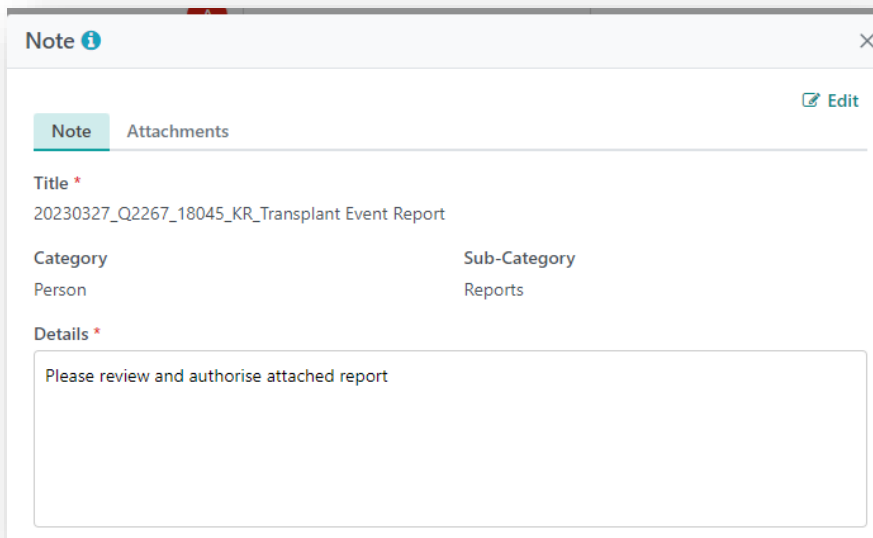 Note
Edit
Note Attachments
Title *
20230327_Q2267_18045_KR_Transplant Event Report
Category Sub-Category
Person Reports
Details *
Please review and authorise attached report